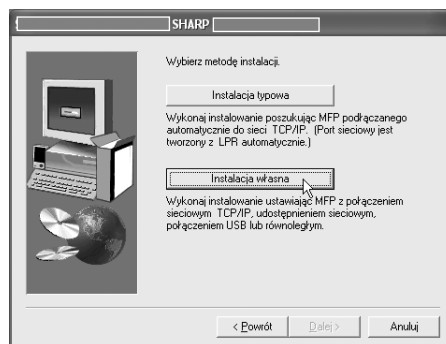 SHARP
Wybierz metodę instalacji.
Instalacja typowa
Wykonaj instalowanie poszukując MFP podłączanego
automatycznie do sieci TCP/IP. (Port sieciowy jest
tworzony z LPR automatycznie.)
Instalacja własna
Wykonaj instalowanie ustawiając MFP z połączeniem
sieciowym TCP/IP, udostępnieniem sieciowym,
połączeniem USB lub równoległym.
< Powrót
Dalej >
Anuluj